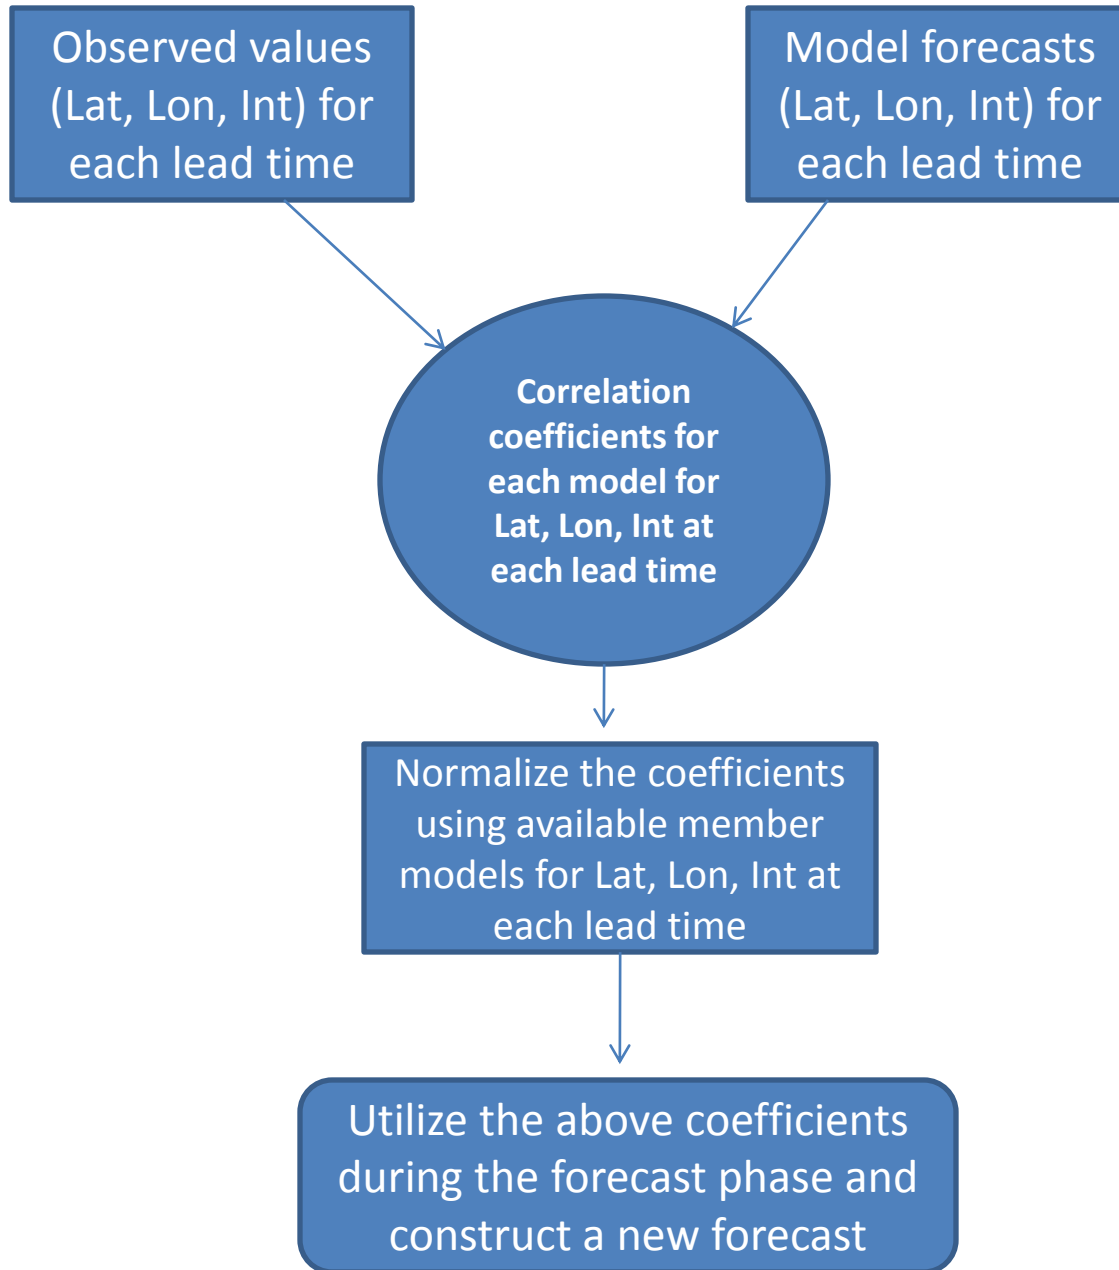 Observed values
(Lat, Lon, Int) for
each lead time
Model forecasts
(Lat, Lon, Int) for
each lead time
Correlation
coefficients for
each model for
Lat, Lon, Int at
each lead time
Normalize the coefficients
using available member
models for Lat, Lon, Int at
each lead time
Utilize the above coefficients
during the forecast phase and
construct a new forecast